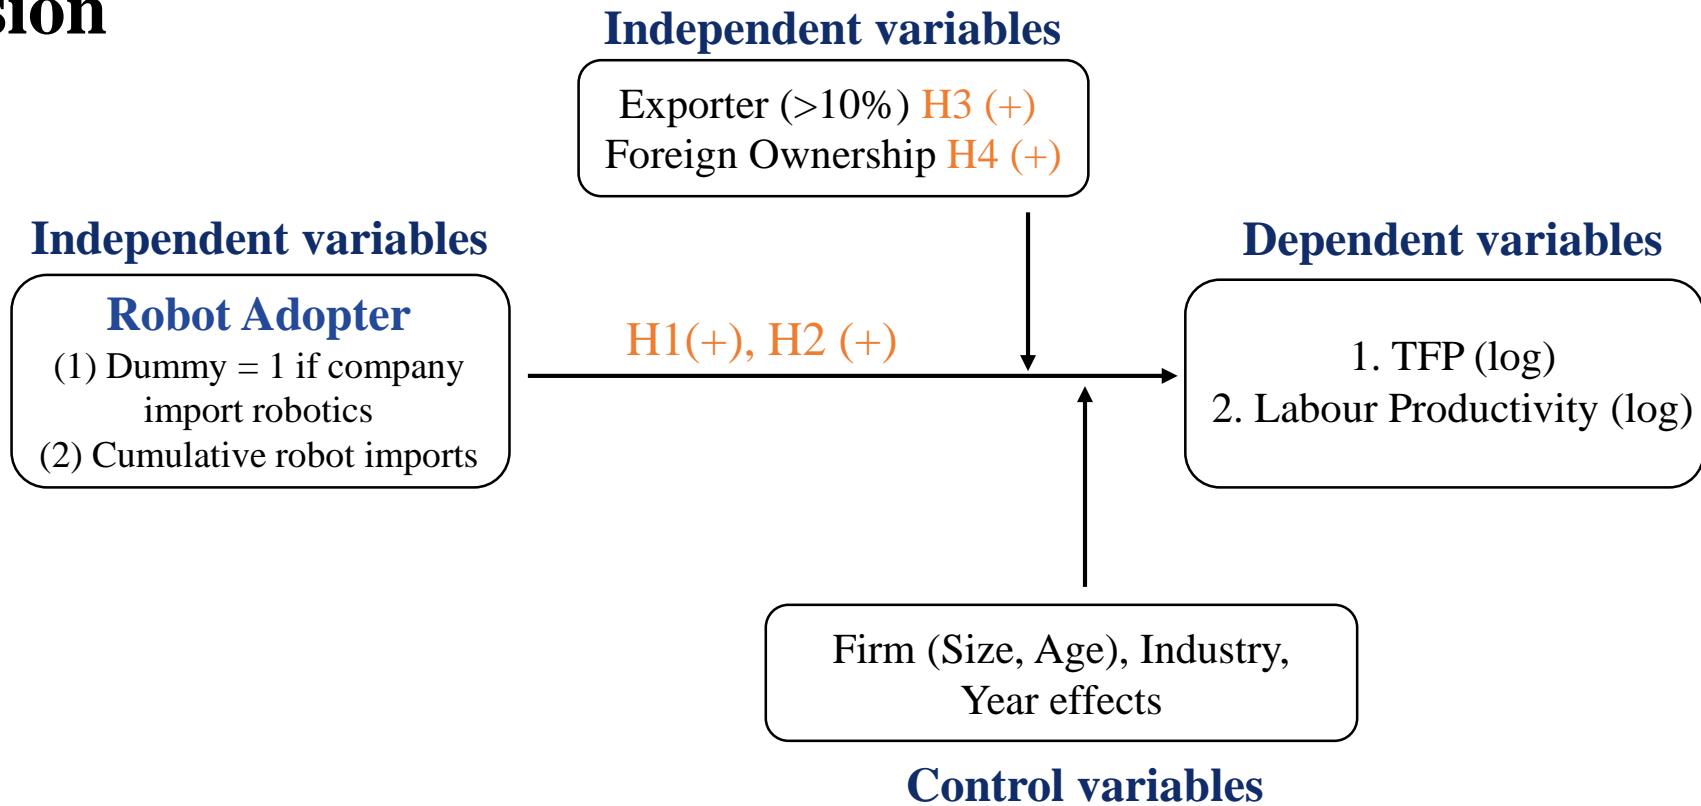 Independent variables
Exporter (>10%) H3 (+)
Foreign Ownership H4 (+)
Independent variables
Robot Adopter
(1) Dummy = 1 if company
import robotics
(2) Cumulative robot imports
H1(+), H2 (+)
Dependent variables
1. TFP (log)
2. Labour Productivity (log)
Firm (Size, Age), Industry,
Year effects
Control variables